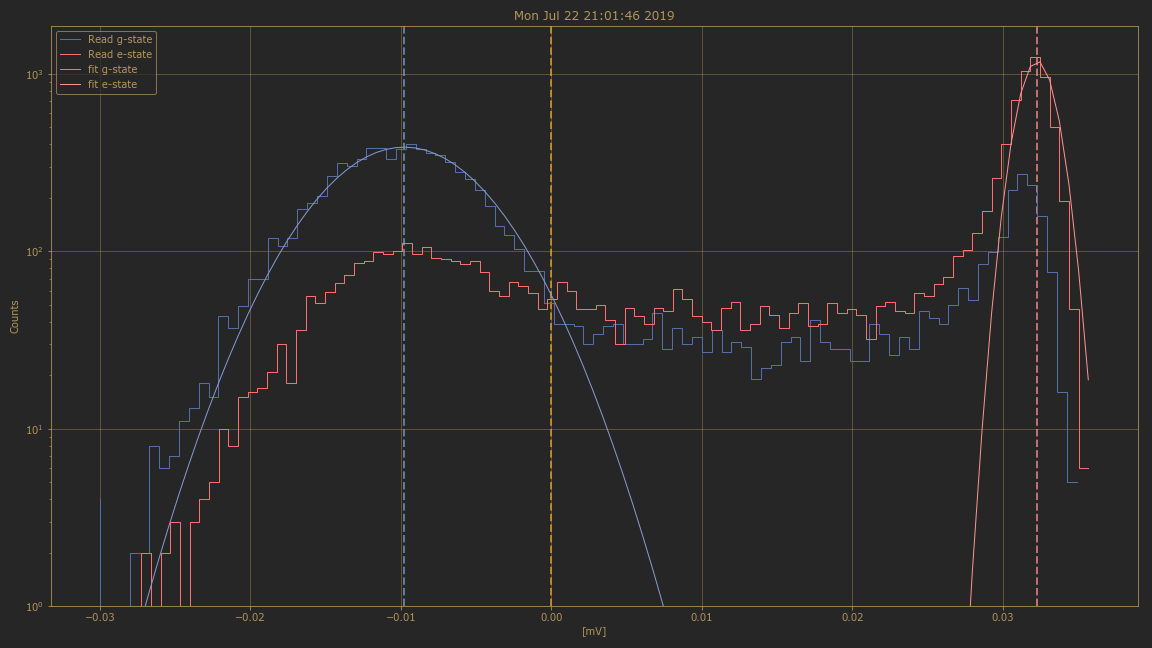 Mon Jul 22 21:01:46 2019
Read g-state
Read e-state
fit g-state
fit e-state
Counts
10³
10²
10¹
10⁰
−0.03 −0.02 −0.01 0.00 0.01 0.02 0.03
[mV]